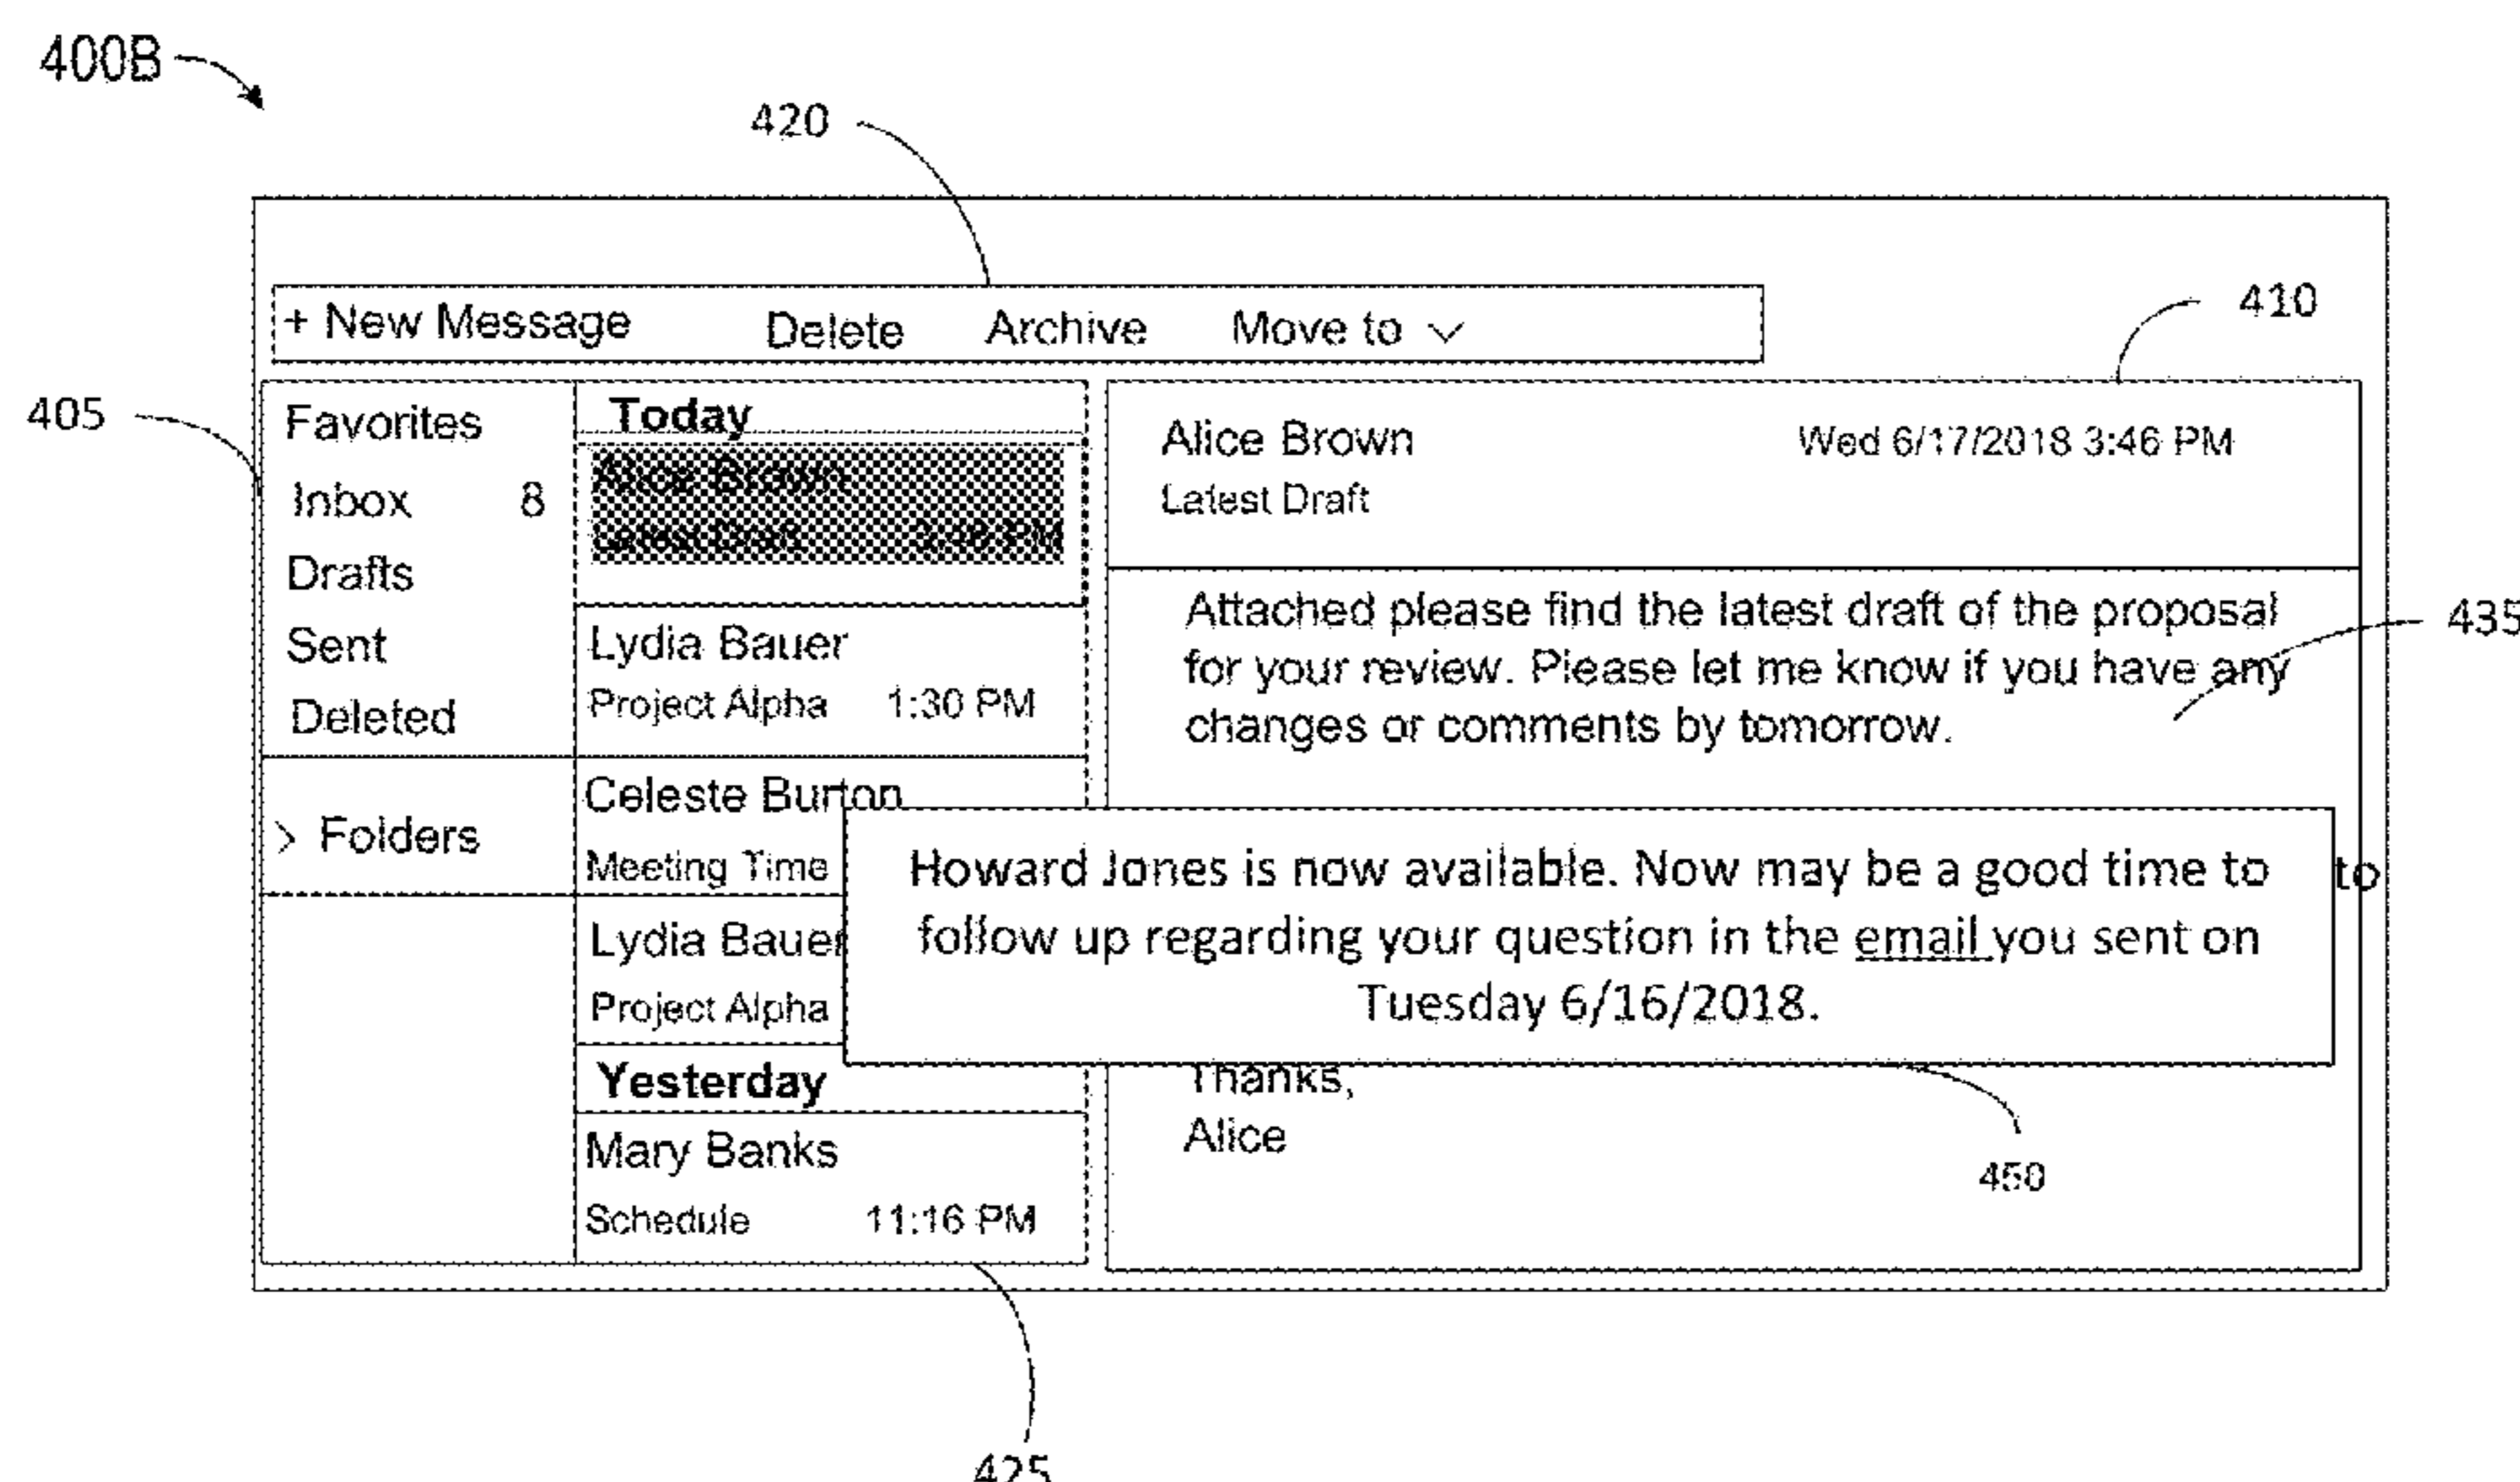 400B
420
+ New Message Delete Archive Move to
410
405
Favorites
Inbox 8
Drafts
Sent
Deleted
> Folders
Today
Alice Brown
Latest Draft PM
Lydia Bauer
Project Alpha 1:30 PM
Celeste Burton
Meeting Time
Lydia Bauer
Project Alpha
Yesterday
Mary Banks
Schedule 11:16 PM
425
Alice Brown Wed 6/17/2018 3:46 PM
Latest Draft
Attached please find the latest draft of the proposal
for your review. Please let me know if you have any
changes or comments by tomorrow.
435
Howard Jones is now available. Now may be a good time to
follow up regarding your question in the email you sent on
Tuesday 6/16/2018.
to
Thanks,
Alice
450